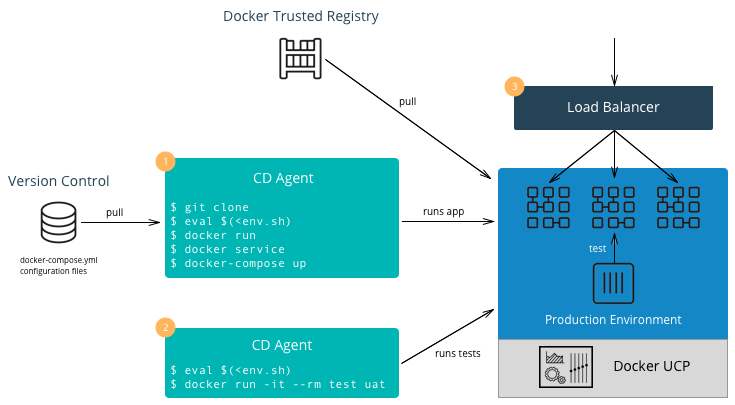 Docker Trusted Registry
pull
3
Load Balancer
1
CD Agent
Version Control
pull
$ git clone
$ eval $(<env.sh)
$ docker run
$ docker service
$ docker-compose up
runs app
docker-compose.yml
configuration files
test
Production Environment
2
CD Agent
$ eval $(<env.sh)
$ docker run -it --rm test uat
runs tests
Docker UCP